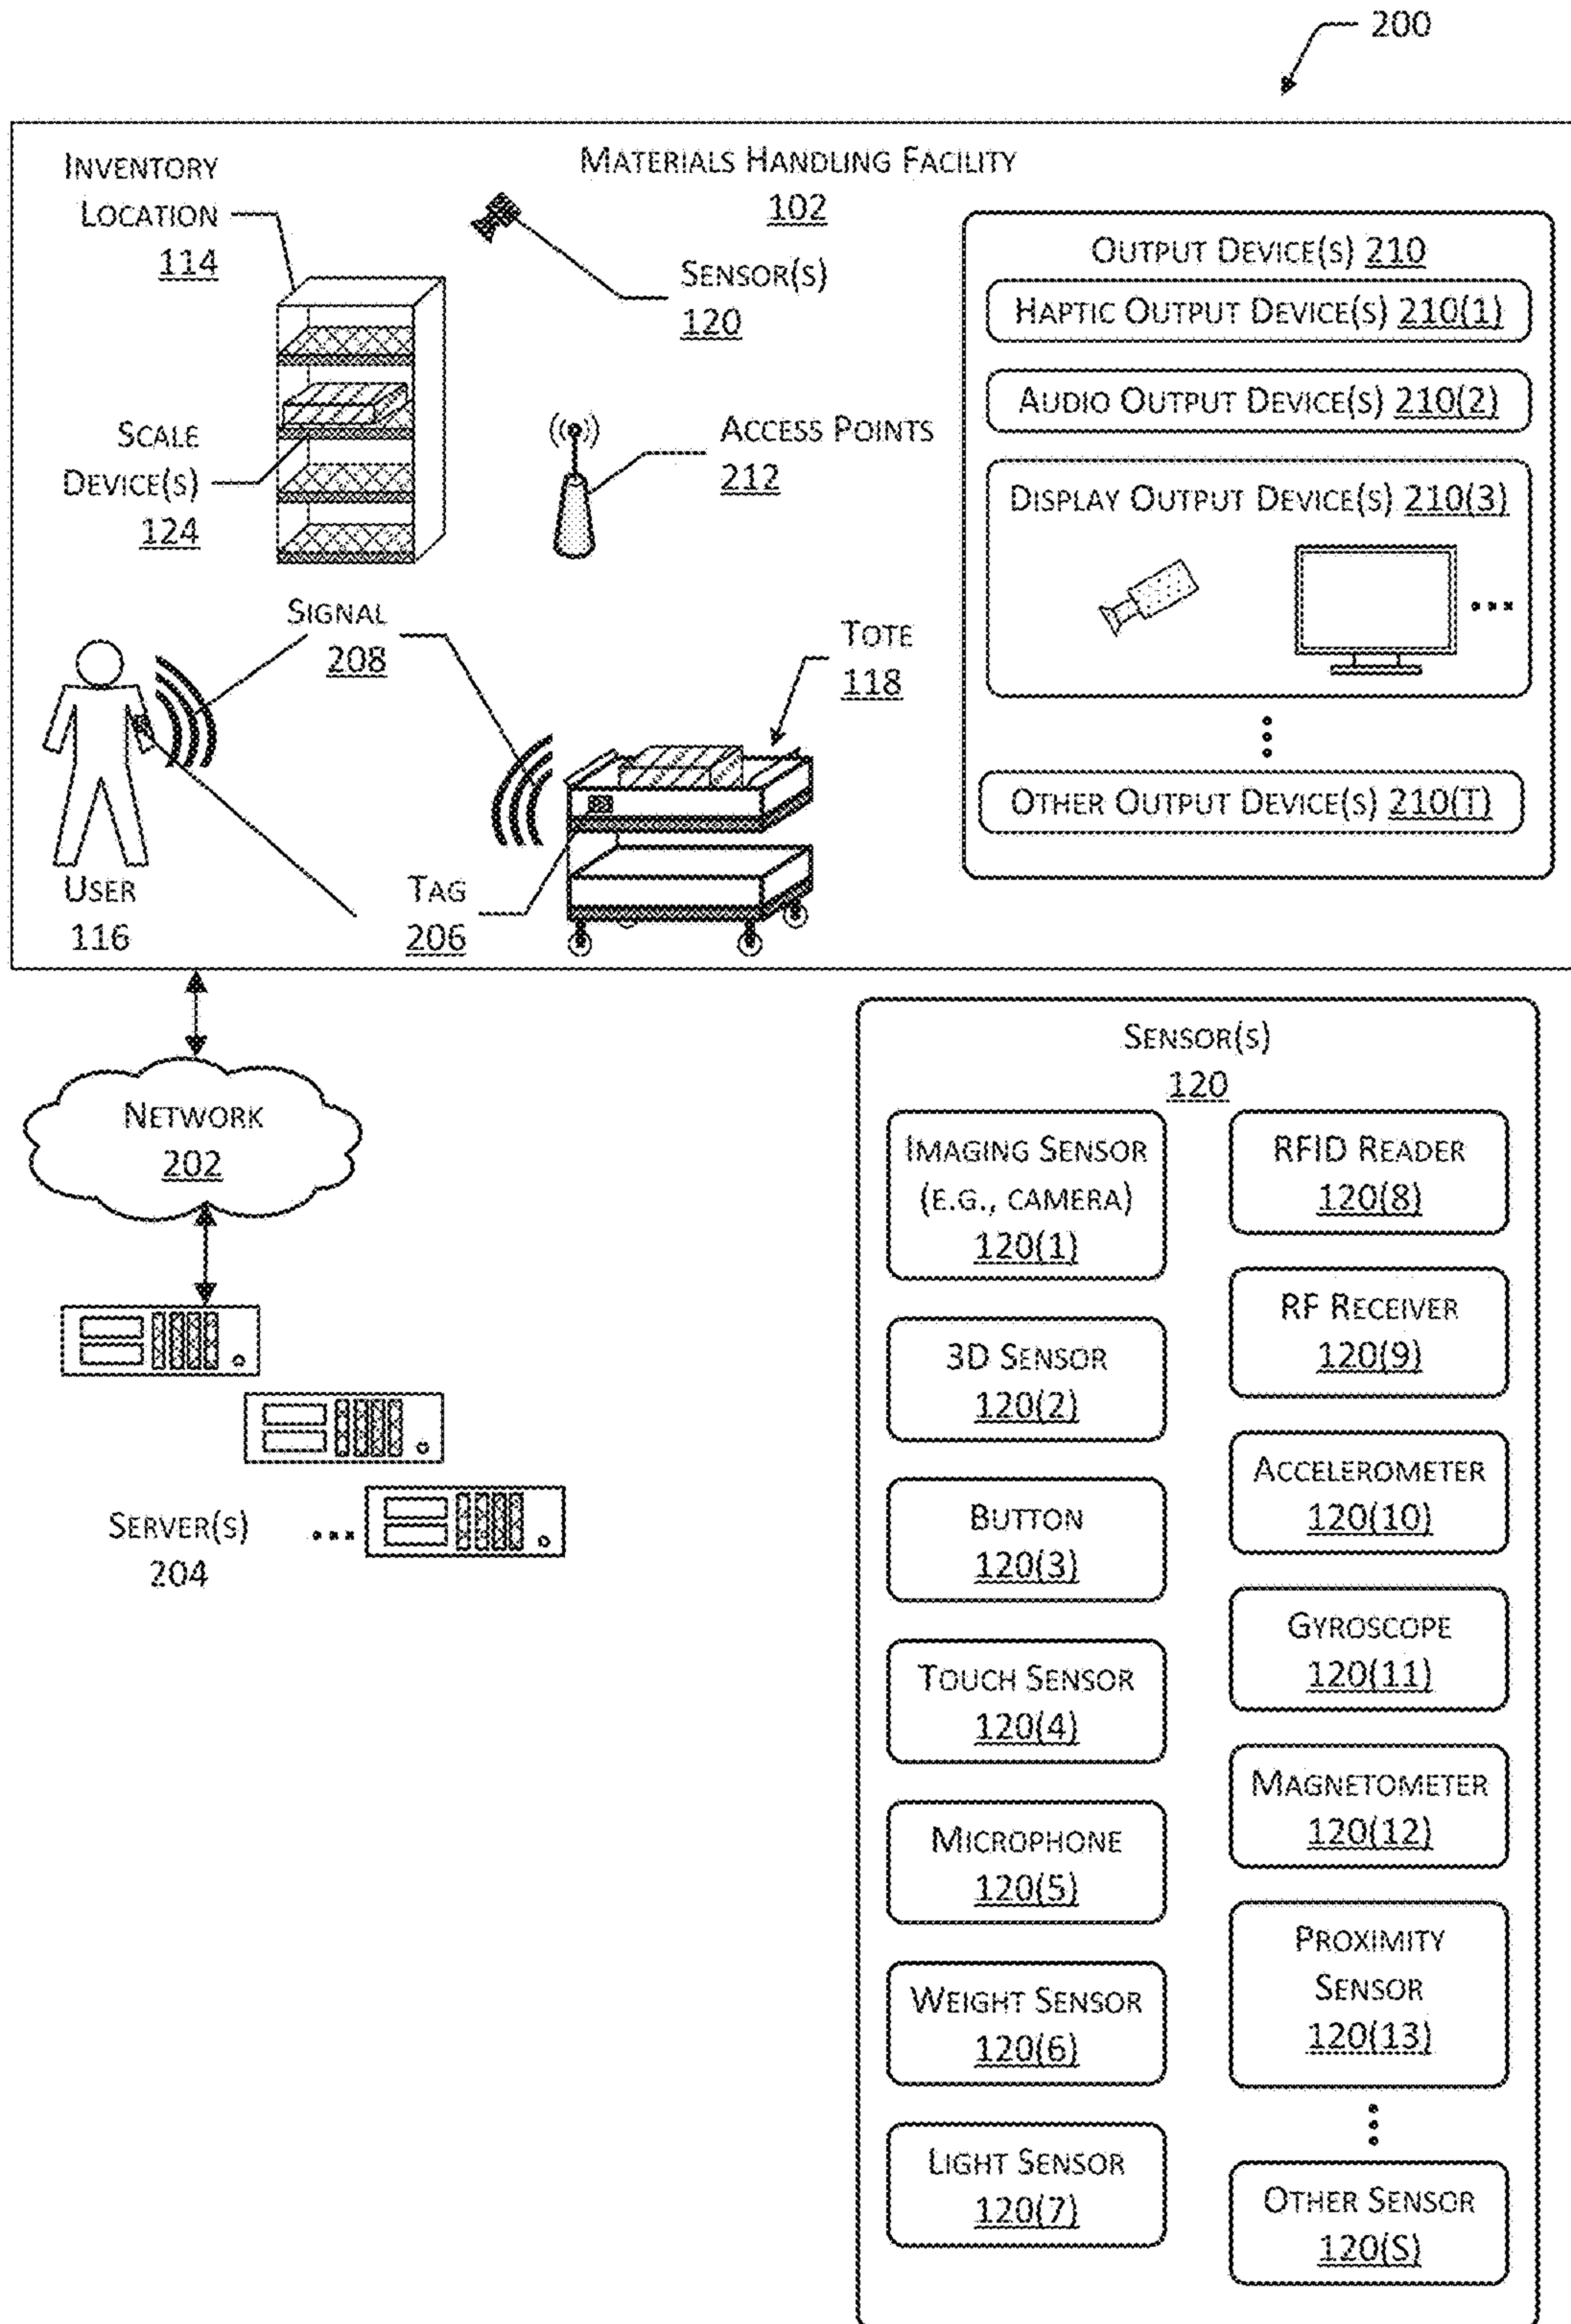 200
Materials Handling Facility
102
Inventory
Location
114
Sensor(s)
120
Scale
Device(s)
124
Access Points
212
Signal
208
Tote
118
User
116
Tag
206
Output Device(s) 210
Haptic Output Device(s) 210(1)
Audio Output Device(s) 210(2)
Display Output Device(s) 210(3)
Other Output Device(s) 210(T)
Network
202
Server(s)
204
Sensor(s)
120
Imaging Sensor
(e.g., camera)
120(1)
3D Sensor
120(2)
Button
120(3)
Touch Sensor
120(4)
Microphone
120(5)
Weight Sensor
120(6)
Light Sensor
120(7)
RFID Reader
120(8)
RF Receiver
120(9)
Accelerometer
120(10)
Gyroscope
120(11)
Magnetometer
120(12)
Proximity
Sensor
120(13)
Other Sensor
120(S)